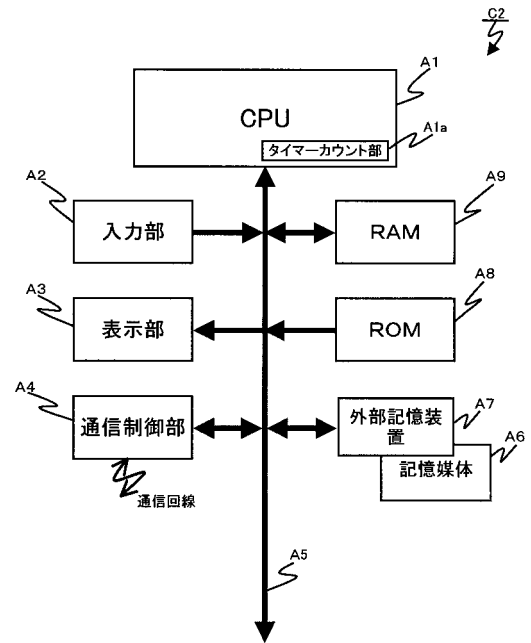 C2
A1
CPU
A1a
タイマーカウント部
A2
入力部
A9
RAM
A3
表示部
A8
ROM
A4
通信制御部
通信回線
A7
外部記憶装
置
A6
記憶媒体
A5